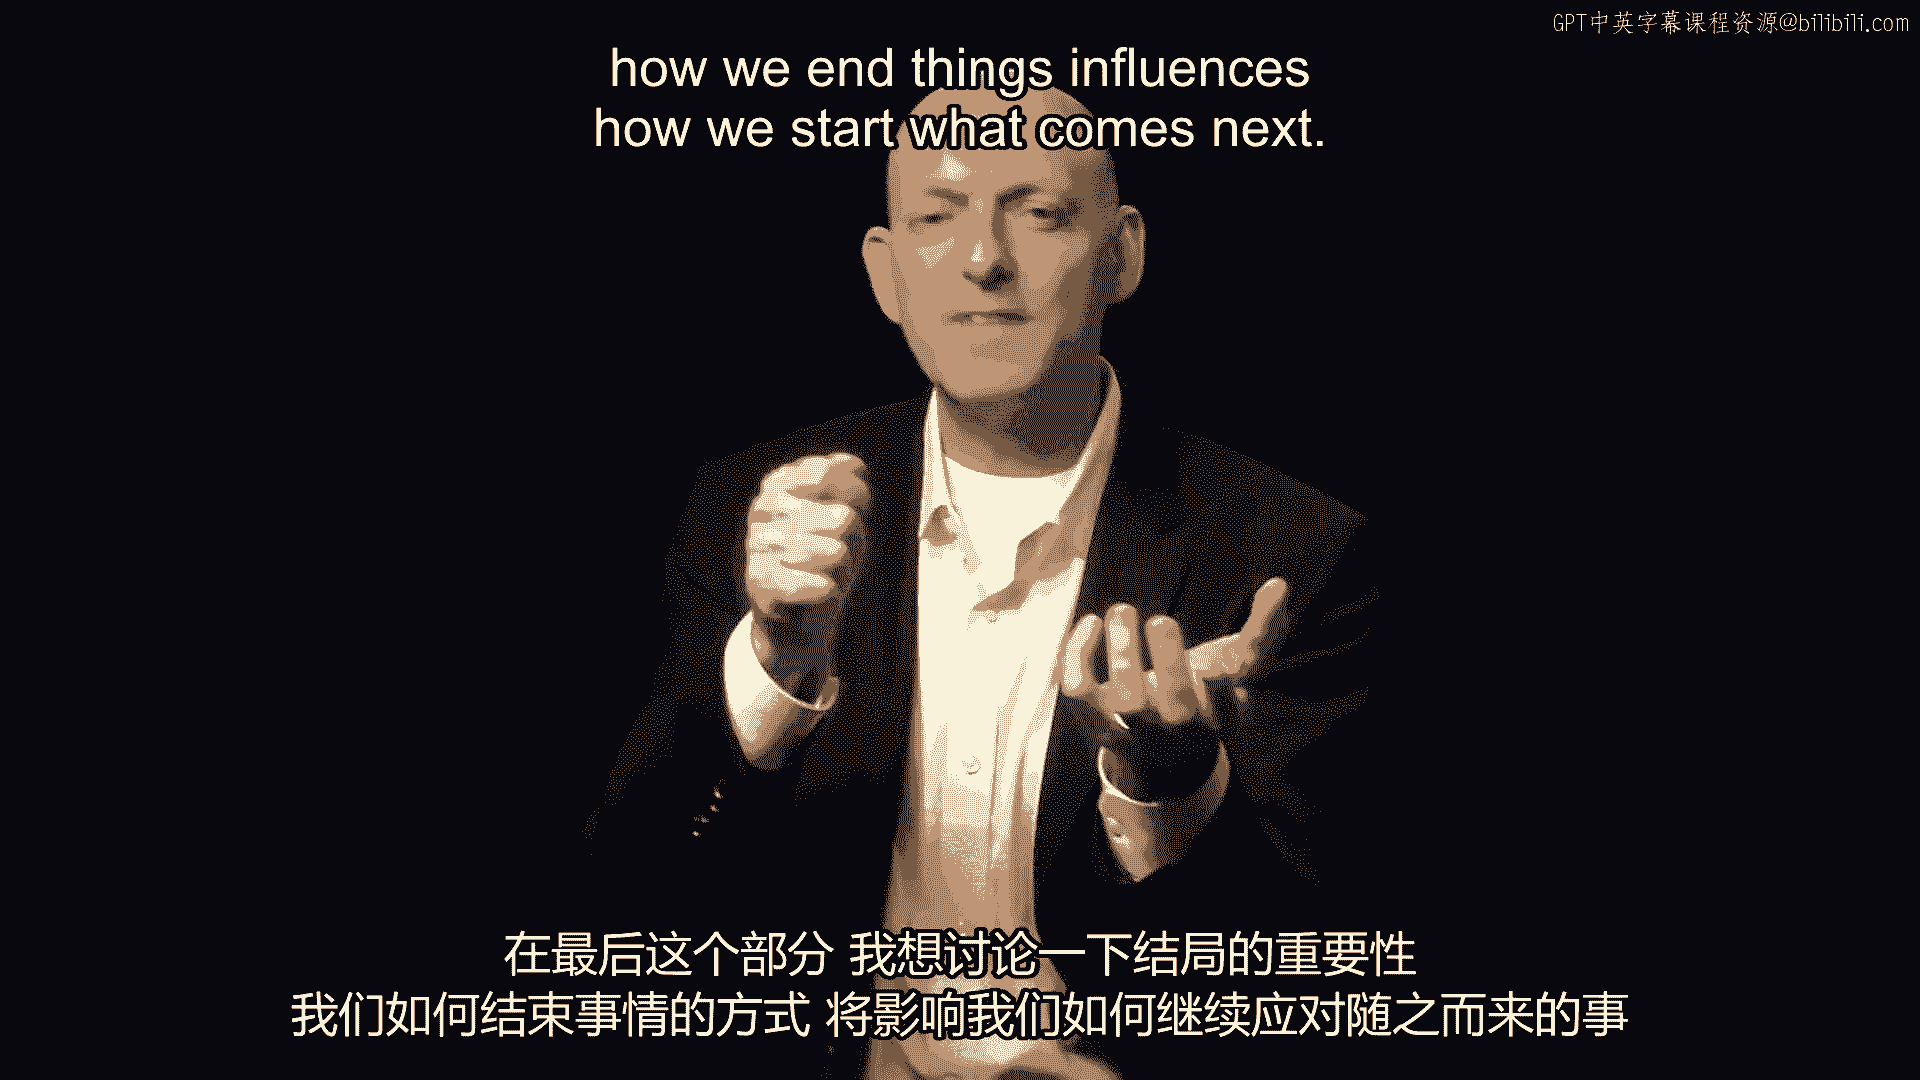 GPT中英字幕课程资源@bilibili.com
how we end things influences
how we start what comes next.
在最后这个部分 我想讨论一下结局的重要性
我们如何结束事情的方式 将影响我们如何继续应对随之而来的事